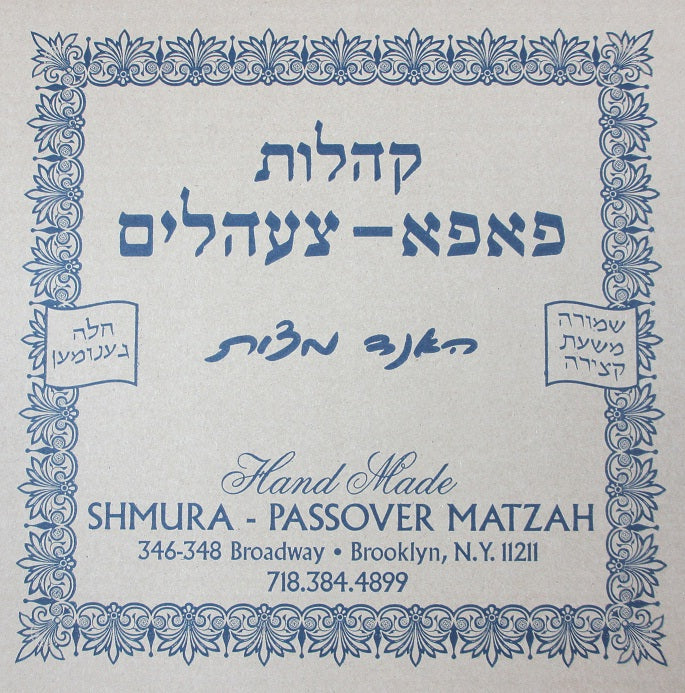 קהלות
פאפא – צעהלים
שמורה
משעת
קצירה
האנד מצות
חלה
גענומען
Hand Made
SHMURA - PASSOVER MATZAH
346-348 Broadway • Brooklyn, N.Y. 11211
718.384.4899